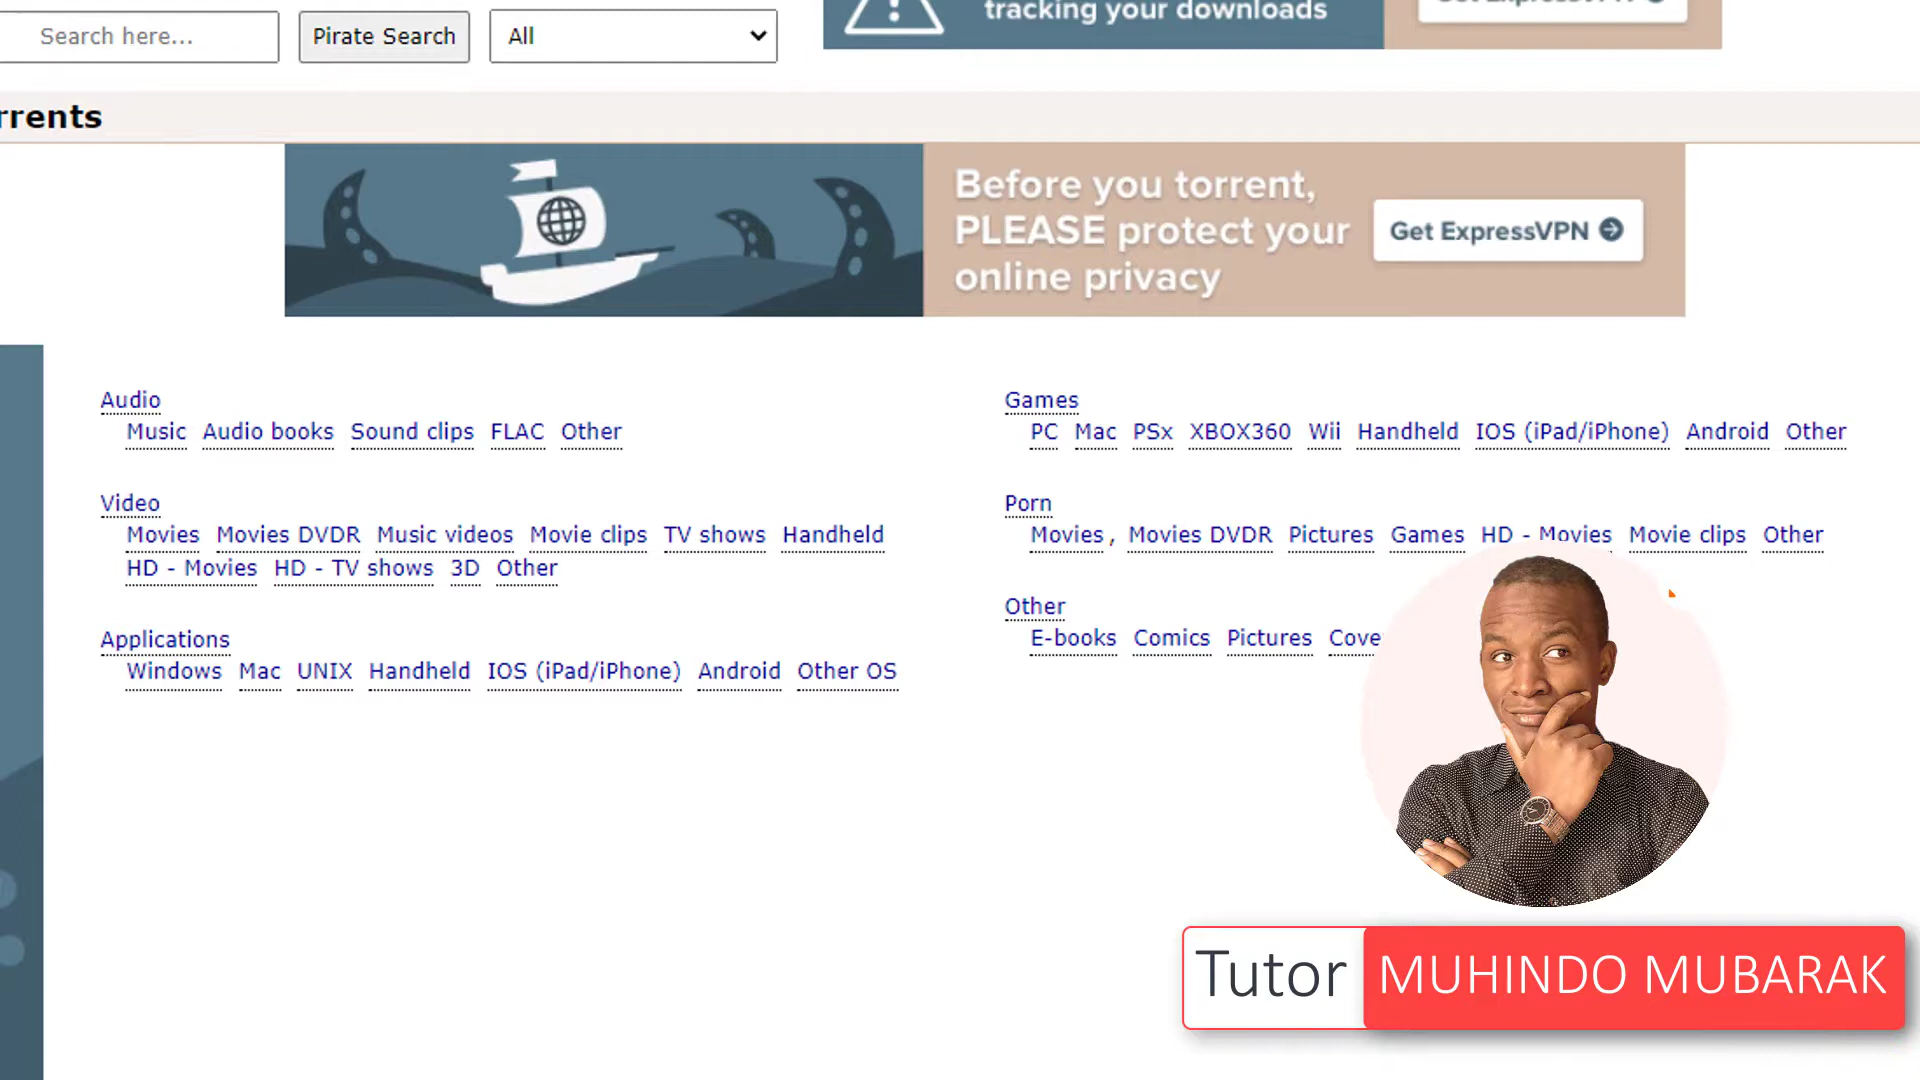 tracking your downloads
Search here...
Pirate Search
All
rrents
Before you torrent,
PLEASE protect your
online privacy
Get ExpressVPN
Audio
Music Audio books Sound clips FLAC Other
Video
Movies Movies DVDR Music videos Movie clips TV shows Handheld
HD - Movies HD - TV shows 3D Other
Applications
Windows Mac UNIX Handheld IOS (iPad/iPhone) Android Other OS
Games
PC Mac PSx XBOX360 Wii Handheld IOS (iPad/iPhone) Android Other
Porn
Movies, Movies DVDR Pictures Games HD - Movies Movie clips Other
Other
E-books Comics Pictures Cove
Tutor MUHINDO MUBARAK